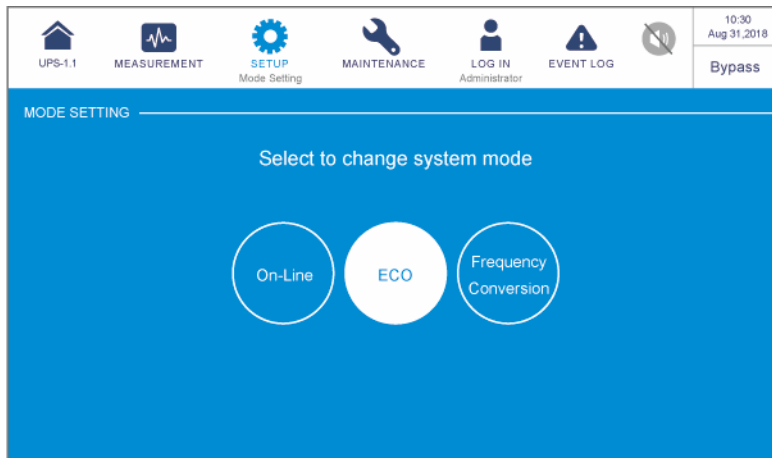 10:30
Aug 31,2018
UPS-1.1
MEASUREMENT
SETUP
Mode Setting
MAINTENANCE
LOG IN
Administrator
EVENT LOG
Bypass
MODE SETTING
Select to change system mode
On-Line
ECO
Frequency
Conversion